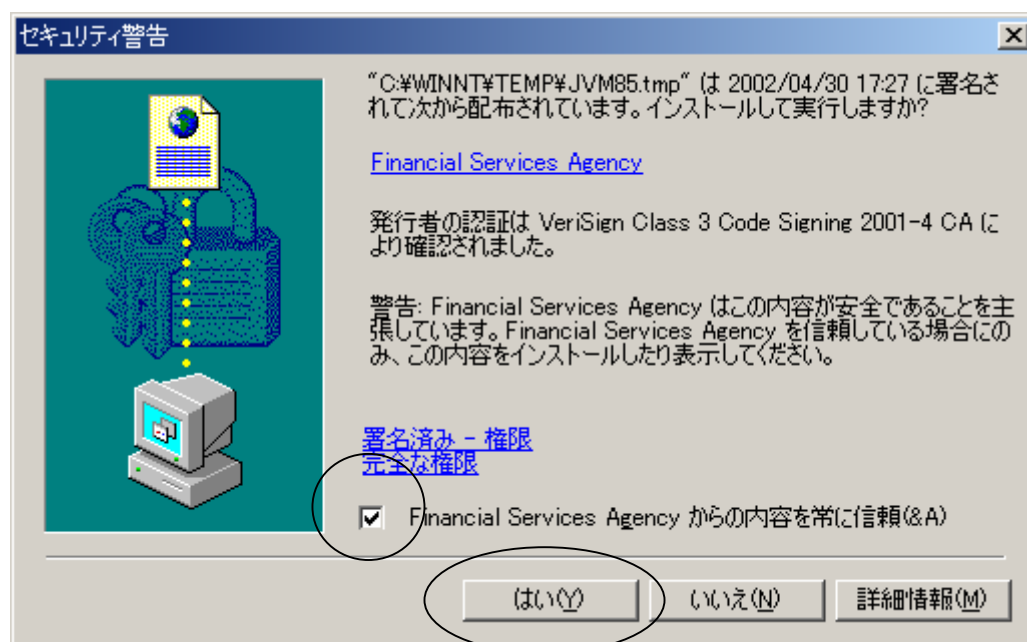 セキュリティ警告
"C:¥WINNT¥TEMP¥JVM85.tmp" は 2002/04/30 17:27 に署名さ
れて次から配布されています。インストールして実行しますか?
Financial Services Agency
発行者の認証は VeriSign Class 3 Code Signing 2001-4 CA に
より確認されました。
警告: Financial Services Agency はこの内容が安全であることを主
張しています。Financial Services Agency を信頼している場合にの
み、この内容をインストールしたり表示してください。
署名済み - 権限
完全な権限
Financial Services Agency からの内容を常に信頼(&A)
はい(Y)
いいえ(N)
詳細情報(M)